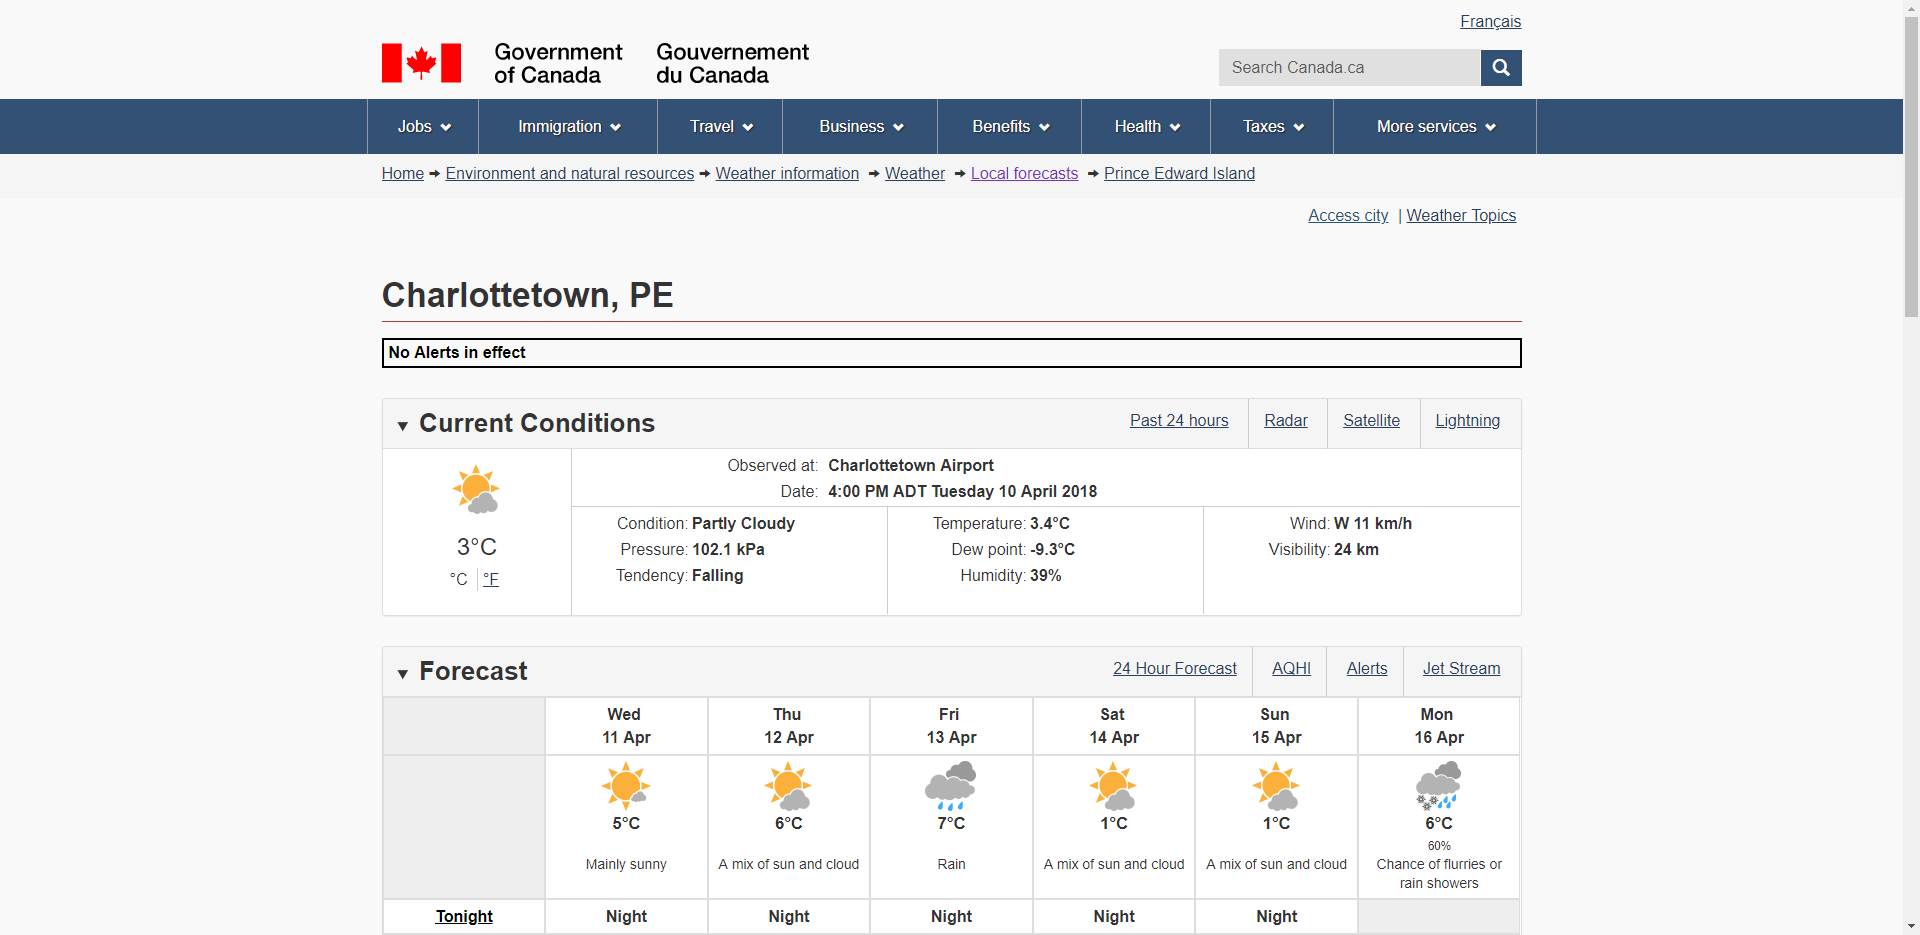 Français
Government of Canada
Gouvernement du Canada
Search Canada.ca
Jobs Immigration Travel Business Benefits Health Taxes More services
Home Environment and natural resources Weather information Weather Local forecasts Prince Edward Island
Access city | Weather Topics
Charlottetown, PE
No Alerts in effect
Current Conditions Past 24 hours Radar Satellite Lightning
Observed at: Charlottetown Airport
Date: 4:00 PM ADT Tuesday 10 April 2018
3°C
°C °F
Condition: Partly Cloudy
Pressure: 102.1 kPa
Tendency: Falling
Temperature: 3.4°C
Dew point: -9.3°C
Humidity: 39%
Wind: W 11 km/h
Visibility: 24 km
Forecast 24 Hour Forecast AQHI Alerts Jet Stream
Wed Thu Fri Sat Sun Mon
11 Apr 12 Apr 13 Apr 14 Apr 15 Apr 16 Apr
5°C 6°C 7°C 1°C 1°C 6°C
60%
Mainly sunny A mix of sun and cloud Rain A mix of sun and cloud A mix of sun and cloud Chance of flurries or
rain showers
Tonight Night Night Night Night Night